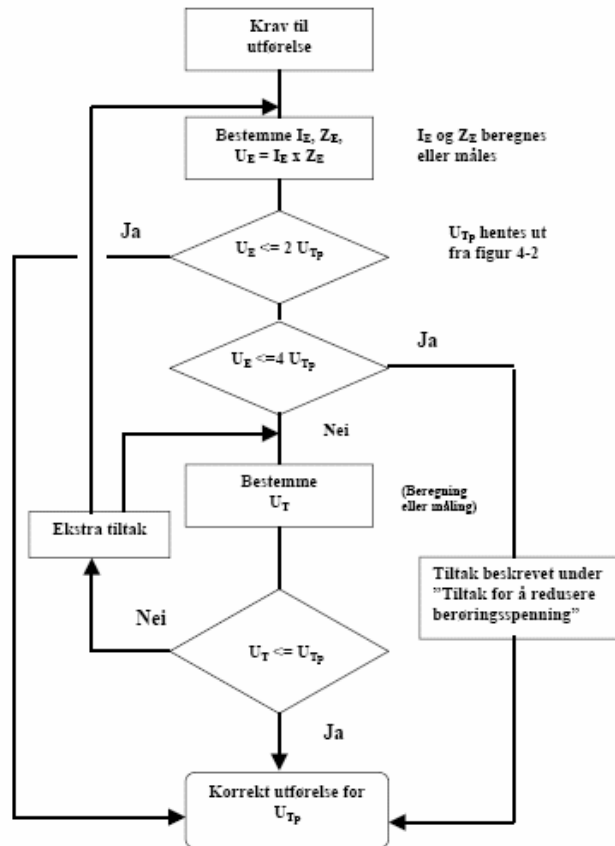 Krav til
utførelse
Bestemme I_E, Z_E,
U_E = I_E x Z_E
I_E og Z_E beregnes
eller måles
Ja
U_E <= 2 U_Tp
U_Tp hentes ut
fra figur 4-2
U_E <=4 U_Tp
Ja
Nei
Bestemme
U_T
(Beregning
eller måling)
Ekstra tiltak
Tiltak beskrevet under
”Tiltak for å redusere
berøringsspenning”
Nei
U_T <= U_Tp
Ja
Korrekt utførelse for
U_Tp